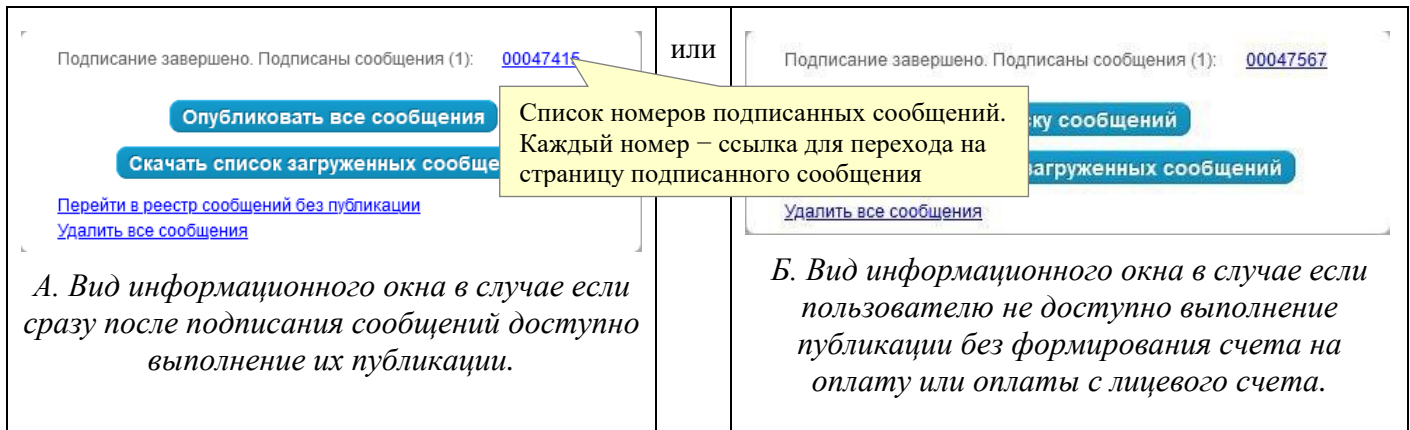 Подписание завершено. Подписаны сообщения (1): 00047415
Опубликовать все сообщения
Скачать список загруженных сообще
Перейти в реестр сообщений без публикации
Удалить все сообщения
А. Вид информационного окна в случае если
сразу после подписания сообщений доступно
выполнение их публикации.
или
Список номеров подписанных сообщений.
Каждый номер − ссылка для перехода на
страницу подписанного сообщения
Подписание завершено. Подписаны сообщения (1): 00047567
ку сообщений
загруженных сообщений
Удалить все сообщения
Б. Вид информационного окна в случае если
пользователю не доступно выполнение
публикации без формирования счета на
оплату или оплаты с лицевого счета.